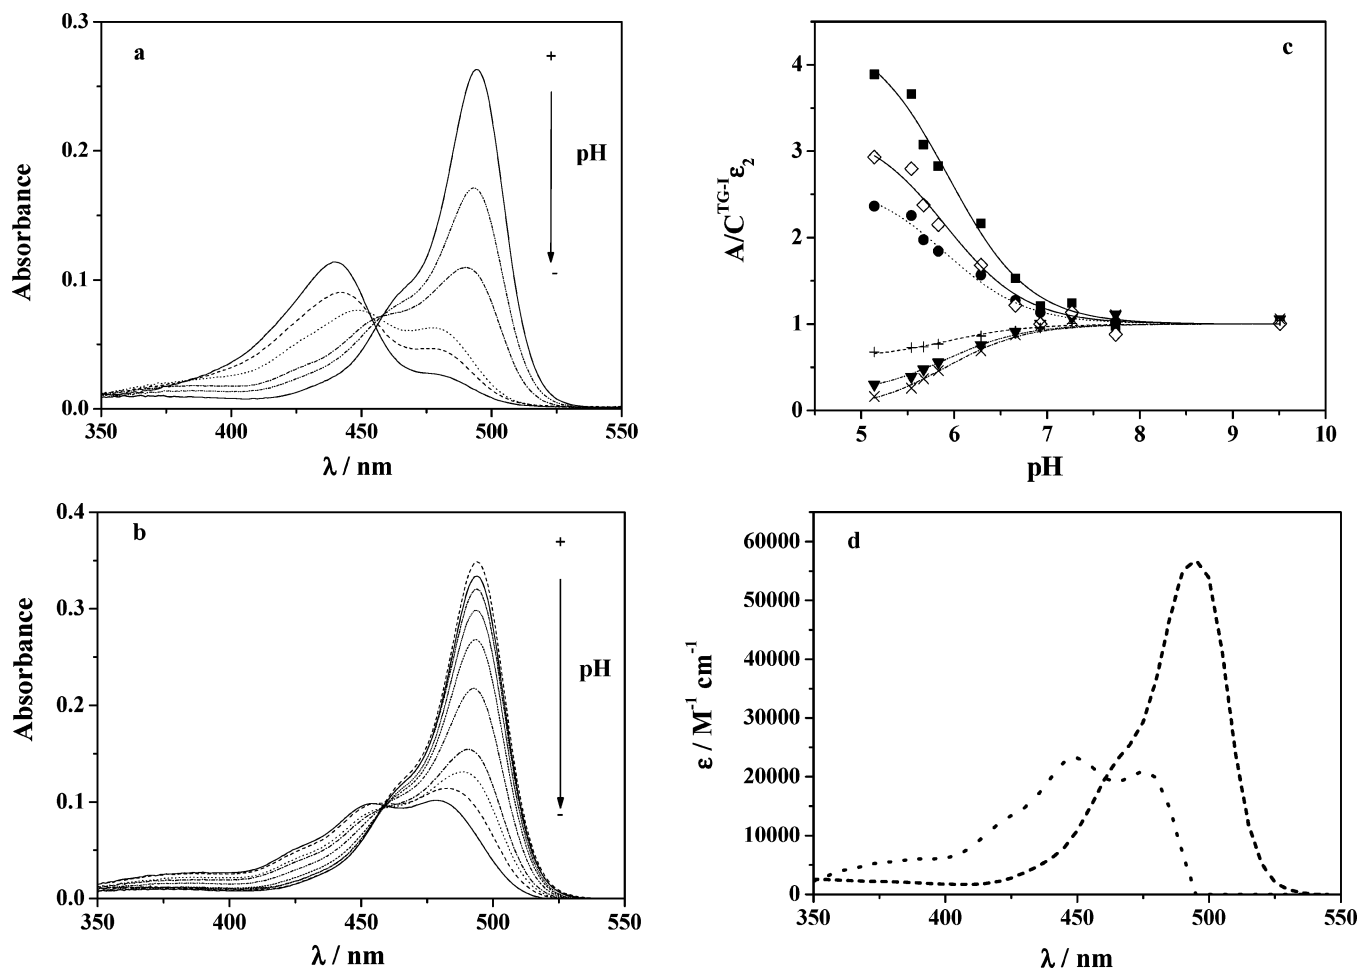 a
+
pH
-
0.3
0.2
0.1
0.0
Absorbance
350 400 450 500 550
λ / nm
c
4
3
2
1
0
A/C^TG-I ε₂
5 6 7 8 9 10
pH
b
+
pH
-
0.4
0.3
0.2
0.1
0.0
Absorbance
350 400 450 500 550
λ / nm
d
60000
50000
40000
30000
20000
10000
0
ε / M⁻¹ cm⁻¹
350 400 450 500 550
λ / nm